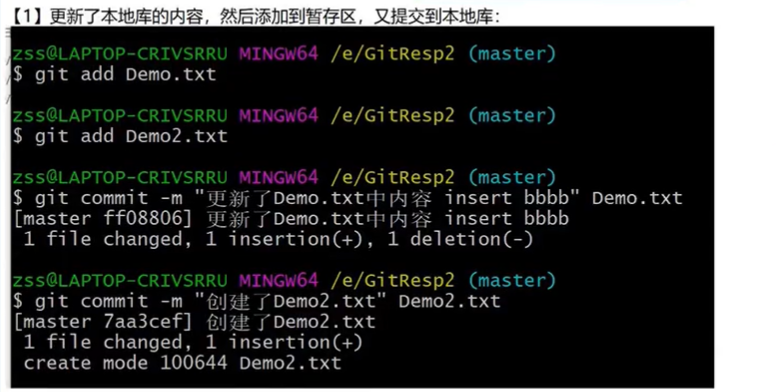 【1】更新了本地库的内容，然后添加到暂存区，又提交到本地库：
zss@LAPTOP-CRIVSRRU MINGW64 /e/GitResp2 (master)
$ git add Demo.txt
zss@LAPTOP-CRIVSRRU MINGW64 /e/GitResp2 (master)
$ git add Demo2.txt
zss@LAPTOP-CRIVSRRU MINGW64 /e/GitResp2 (master)
$ git commit -m "更新了Demo.txt中内容 insert bbbb" Demo.txt
[master ff08806] 更新了Demo.txt中内容 insert bbbb
 1 file changed, 1 insertion(+), 1 deletion(-)
zss@LAPTOP-CRIVSRRU MINGW64 /e/GitResp2 (master)
$ git commit -m "创建了Demo2.txt" Demo2.txt
[master 7aa3cef] 创建了Demo2.txt
 1 file changed, 1 insertion(+)
 create mode 100644 Demo2.txt